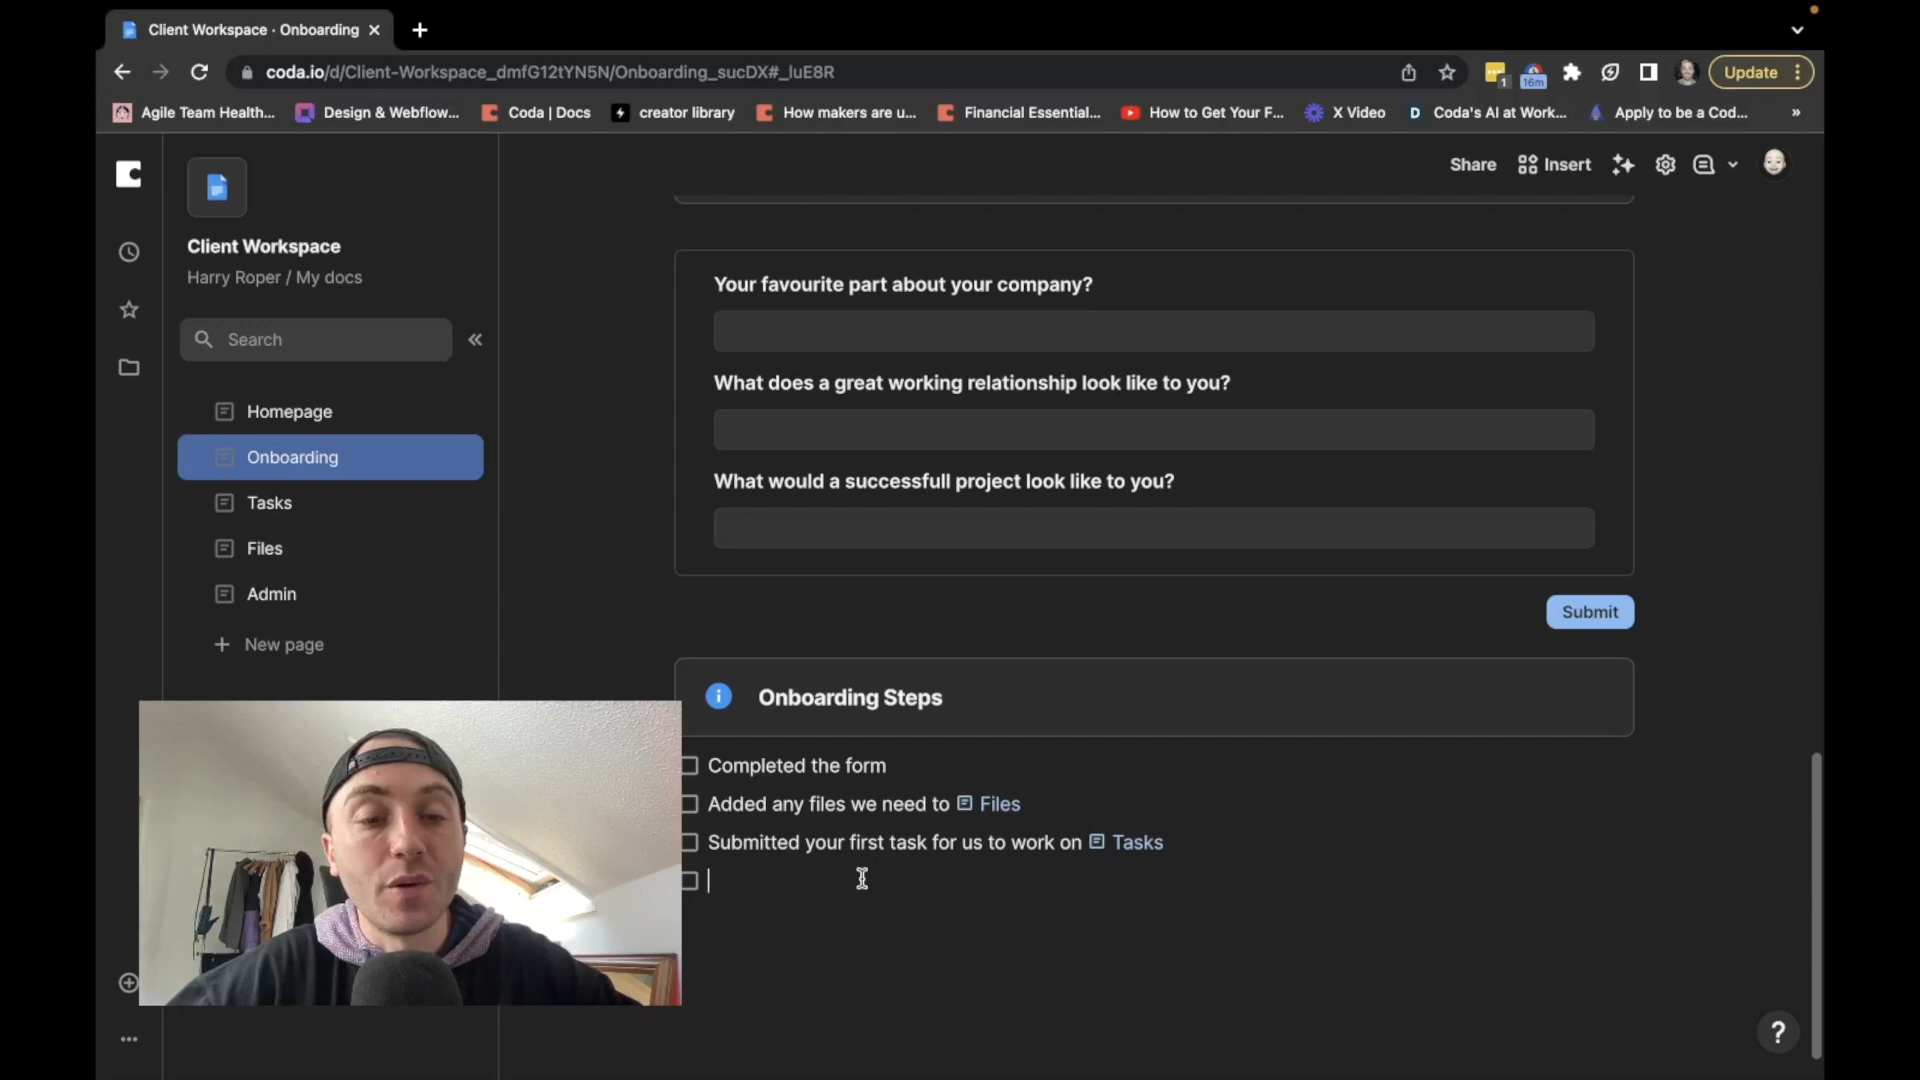 Client Workspace · Onboarding
coda.io/d/Client-Workspace_dmfG12tYN5N/Onboarding_sucDX#_luE8R
1
16m
Update
Agile Team Health...
Design & Webflow...
Coda | Docs
creator library
How makers are u...
Financial Essential...
How to Get Your F...
X Video
D
Coda's AI at Work...
Apply to be a Cod...
»
Share
Insert
Client Workspace
Harry Roper / My docs
Search
Homepage
Onboarding
Tasks
Files
Admin
New page
Your favourite part about your company?
What does a great working relationship look like to you?
What would a successfull project look like to you?
Submit
Onboarding Steps
Completed the form
Added any files we need to Files
Submitted your first task for us to work on Tasks
?